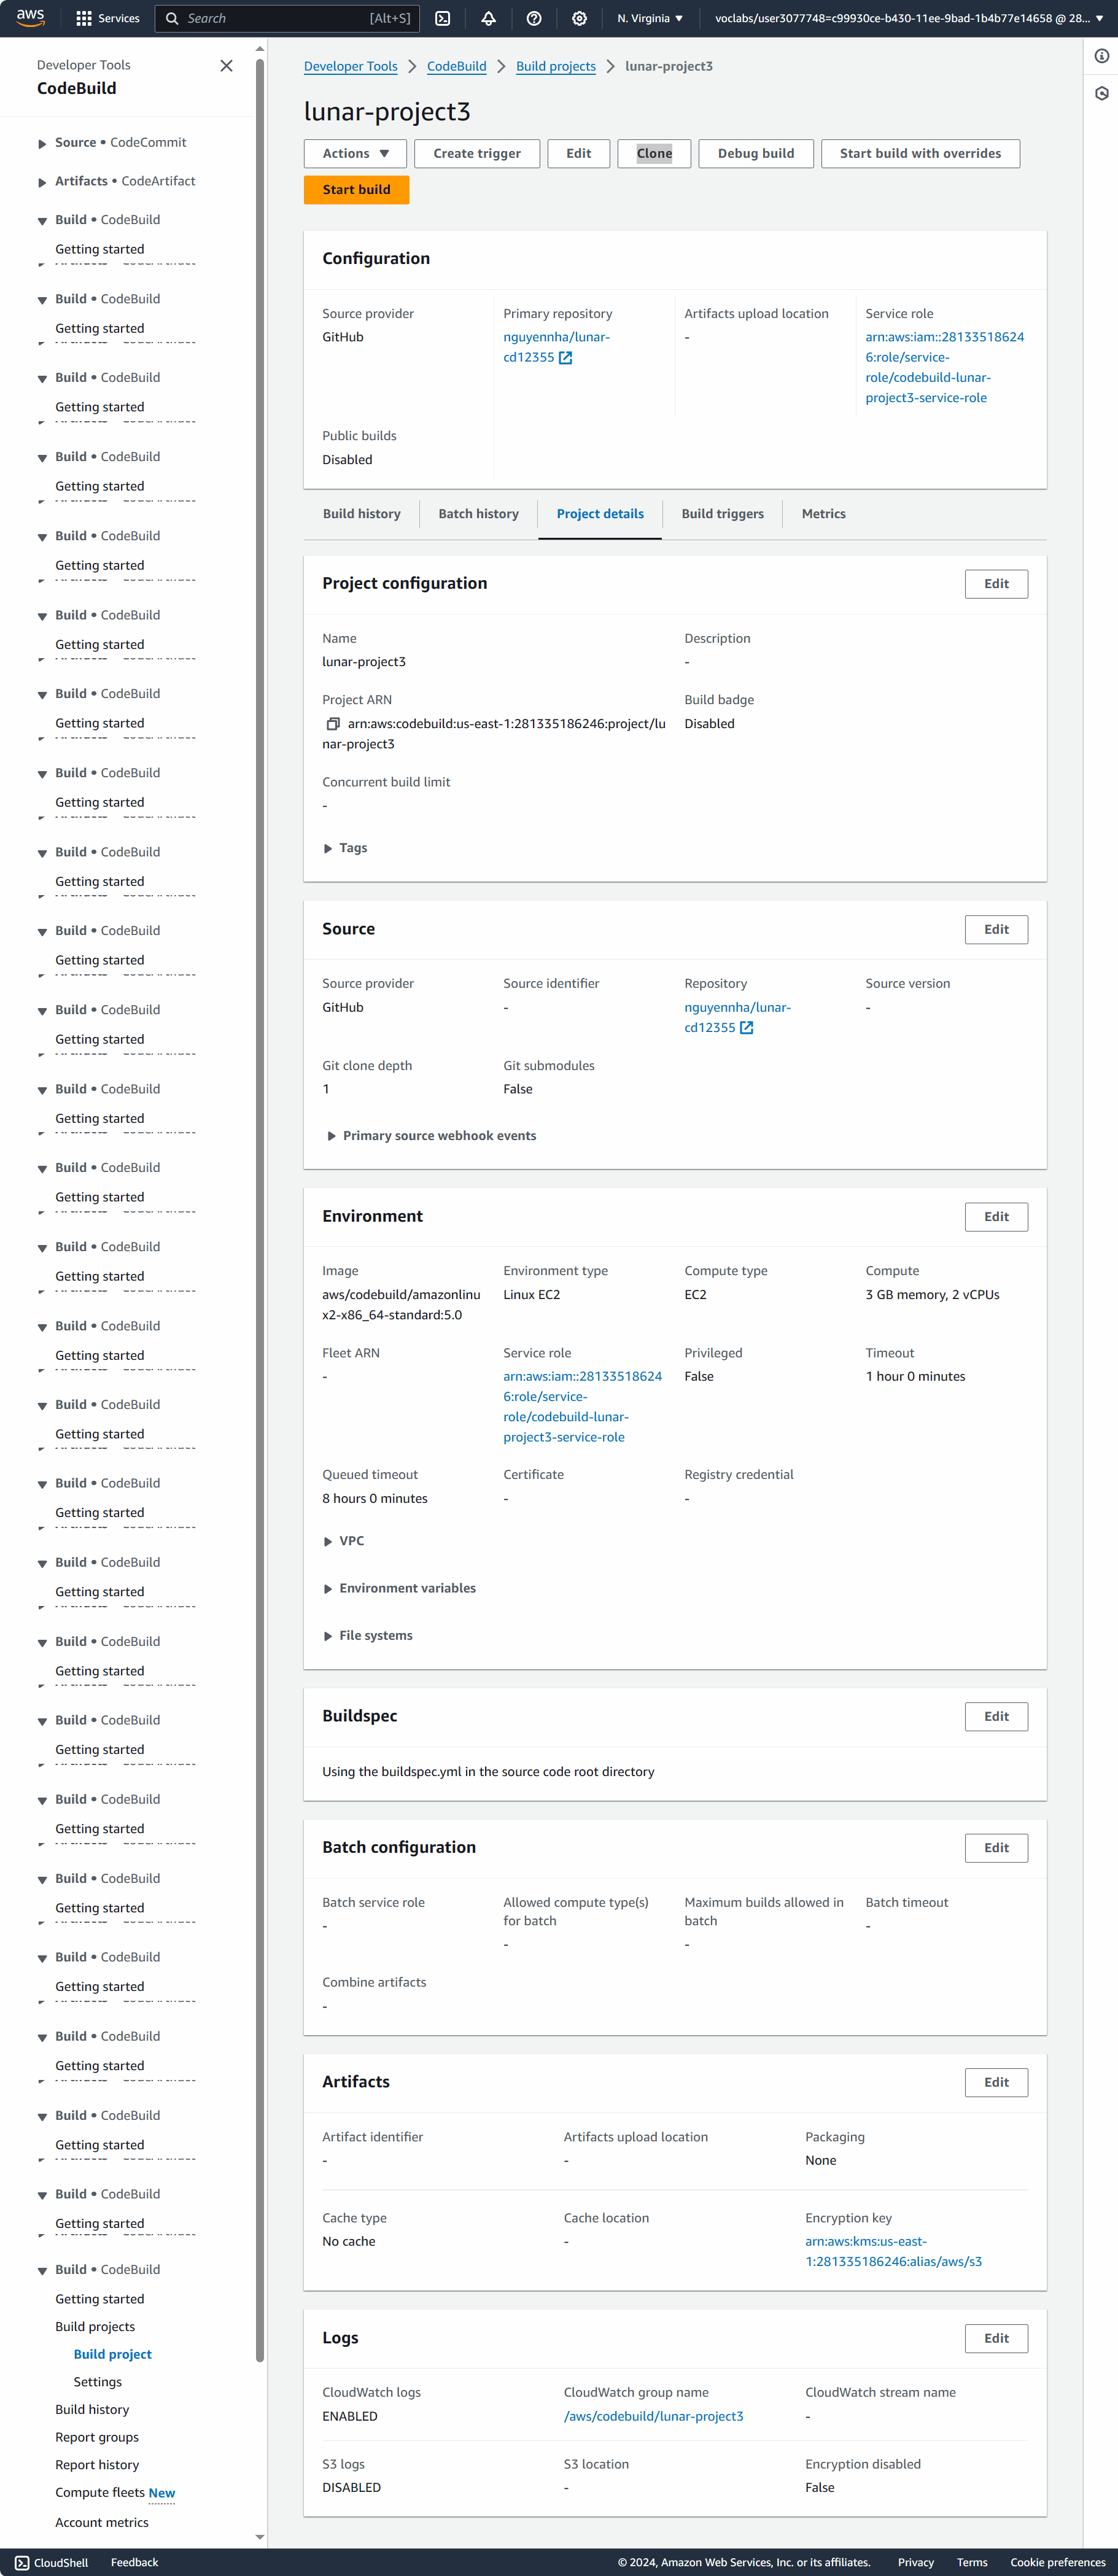 aws
Services
Search
[Alt+S]
N. Virginia
voclabs/user3077748=c99930ce-b430-11ee-9bad-1b4b77e14658 @ 28...
Developer Tools
CodeBuild
Source • CodeCommit
Artifacts • CodeArtifact
Build • CodeBuild
Getting started
Build • CodeBuild
Getting started
Build • CodeBuild
Getting started
Build • CodeBuild
Getting started
Build • CodeBuild
Getting started
Build • CodeBuild
Getting started
Build • CodeBuild
Getting started
Build • CodeBuild
Getting started
Build • CodeBuild
Getting started
Build • CodeBuild
Getting started
Build • CodeBuild
Getting started
Build • CodeBuild
Getting started
Build • CodeBuild
Getting started
Build • CodeBuild
Getting started
Build • CodeBuild
Getting started
Build • CodeBuild
Getting started
Build • CodeBuild
Getting started
Build • CodeBuild
Getting started
Build • CodeBuild
Getting started
Build • CodeBuild
Getting started
Build • CodeBuild
Getting started
Build • CodeBuild
Getting started
Build • CodeBuild
Getting started
Build • CodeBuild
Getting started
Build • CodeBuild
Getting started
Build • CodeBuild
Getting started
Build • CodeBuild
Getting started
Build projects
Build project
Settings
Build history
Report groups
Report history
Compute fleets New
Account metrics
Developer Tools > CodeBuild > Build projects > lunar-project3
lunar-project3
Actions
Create trigger
Edit
Clone
Debug build
Start build with overrides
Start build
Configuration
Source provider
GitHub
Primary repository
nguyennha/lunar-
cd12355
Artifacts upload location
-
Service role
arn:aws:iam::28133518624
6:role/service-
role/codebuild-lunar-
project3-service-role
Public builds
Disabled
Build history
Batch history
Project details
Build triggers
Metrics
Project configuration
Edit
Name
lunar-project3
Description
-
Project ARN
arn:aws:codebuild:us-east-1:281335186246:project/lu
nar-project3
Build badge
Disabled
Concurrent build limit
-
Tags
Source
Edit
Source provider
GitHub
Source identifier
-
Repository
nguyennha/lunar-
cd12355
Source version
-
Git clone depth
1
Git submodules
False
Primary source webhook events
Environment
Edit
Image
aws/codebuild/amazonlinu
x2-x86_64-standard:5.0
Environment type
Linux EC2
Compute type
EC2
Compute
3 GB memory, 2 vCPUs
Fleet ARN
-
Service role
arn:aws:iam::28133518624
6:role/service-
role/codebuild-lunar-
project3-service-role
Privileged
False
Timeout
1 hour 0 minutes
Queued timeout
8 hours 0 minutes
Certificate
-
Registry credential
-
VPC
Environment variables
File systems
Buildspec
Edit
Using the buildspec.yml in the source code root directory
Batch configuration
Edit
Batch service role
-
Allowed compute type(s)
for batch
-
Maximum builds allowed in
batch
-
Batch timeout
-
Combine artifacts
-
Artifacts
Edit
Artifact identifier
-
Artifacts upload location
-
Packaging
None
Cache type
No cache
Cache location
-
Encryption key
arn:aws:kms:us-east-
1:281335186246:alias/aws/s3
Logs
Edit
CloudWatch logs
ENABLED
CloudWatch group name
/aws/codebuild/lunar-project3
CloudWatch stream name
-
S3 logs
DISABLED
S3 location
-
Encryption disabled
False
CloudShell
Feedback
© 2024, Amazon Web Services, Inc. or its affiliates.
Privacy
Terms
Cookie preferences